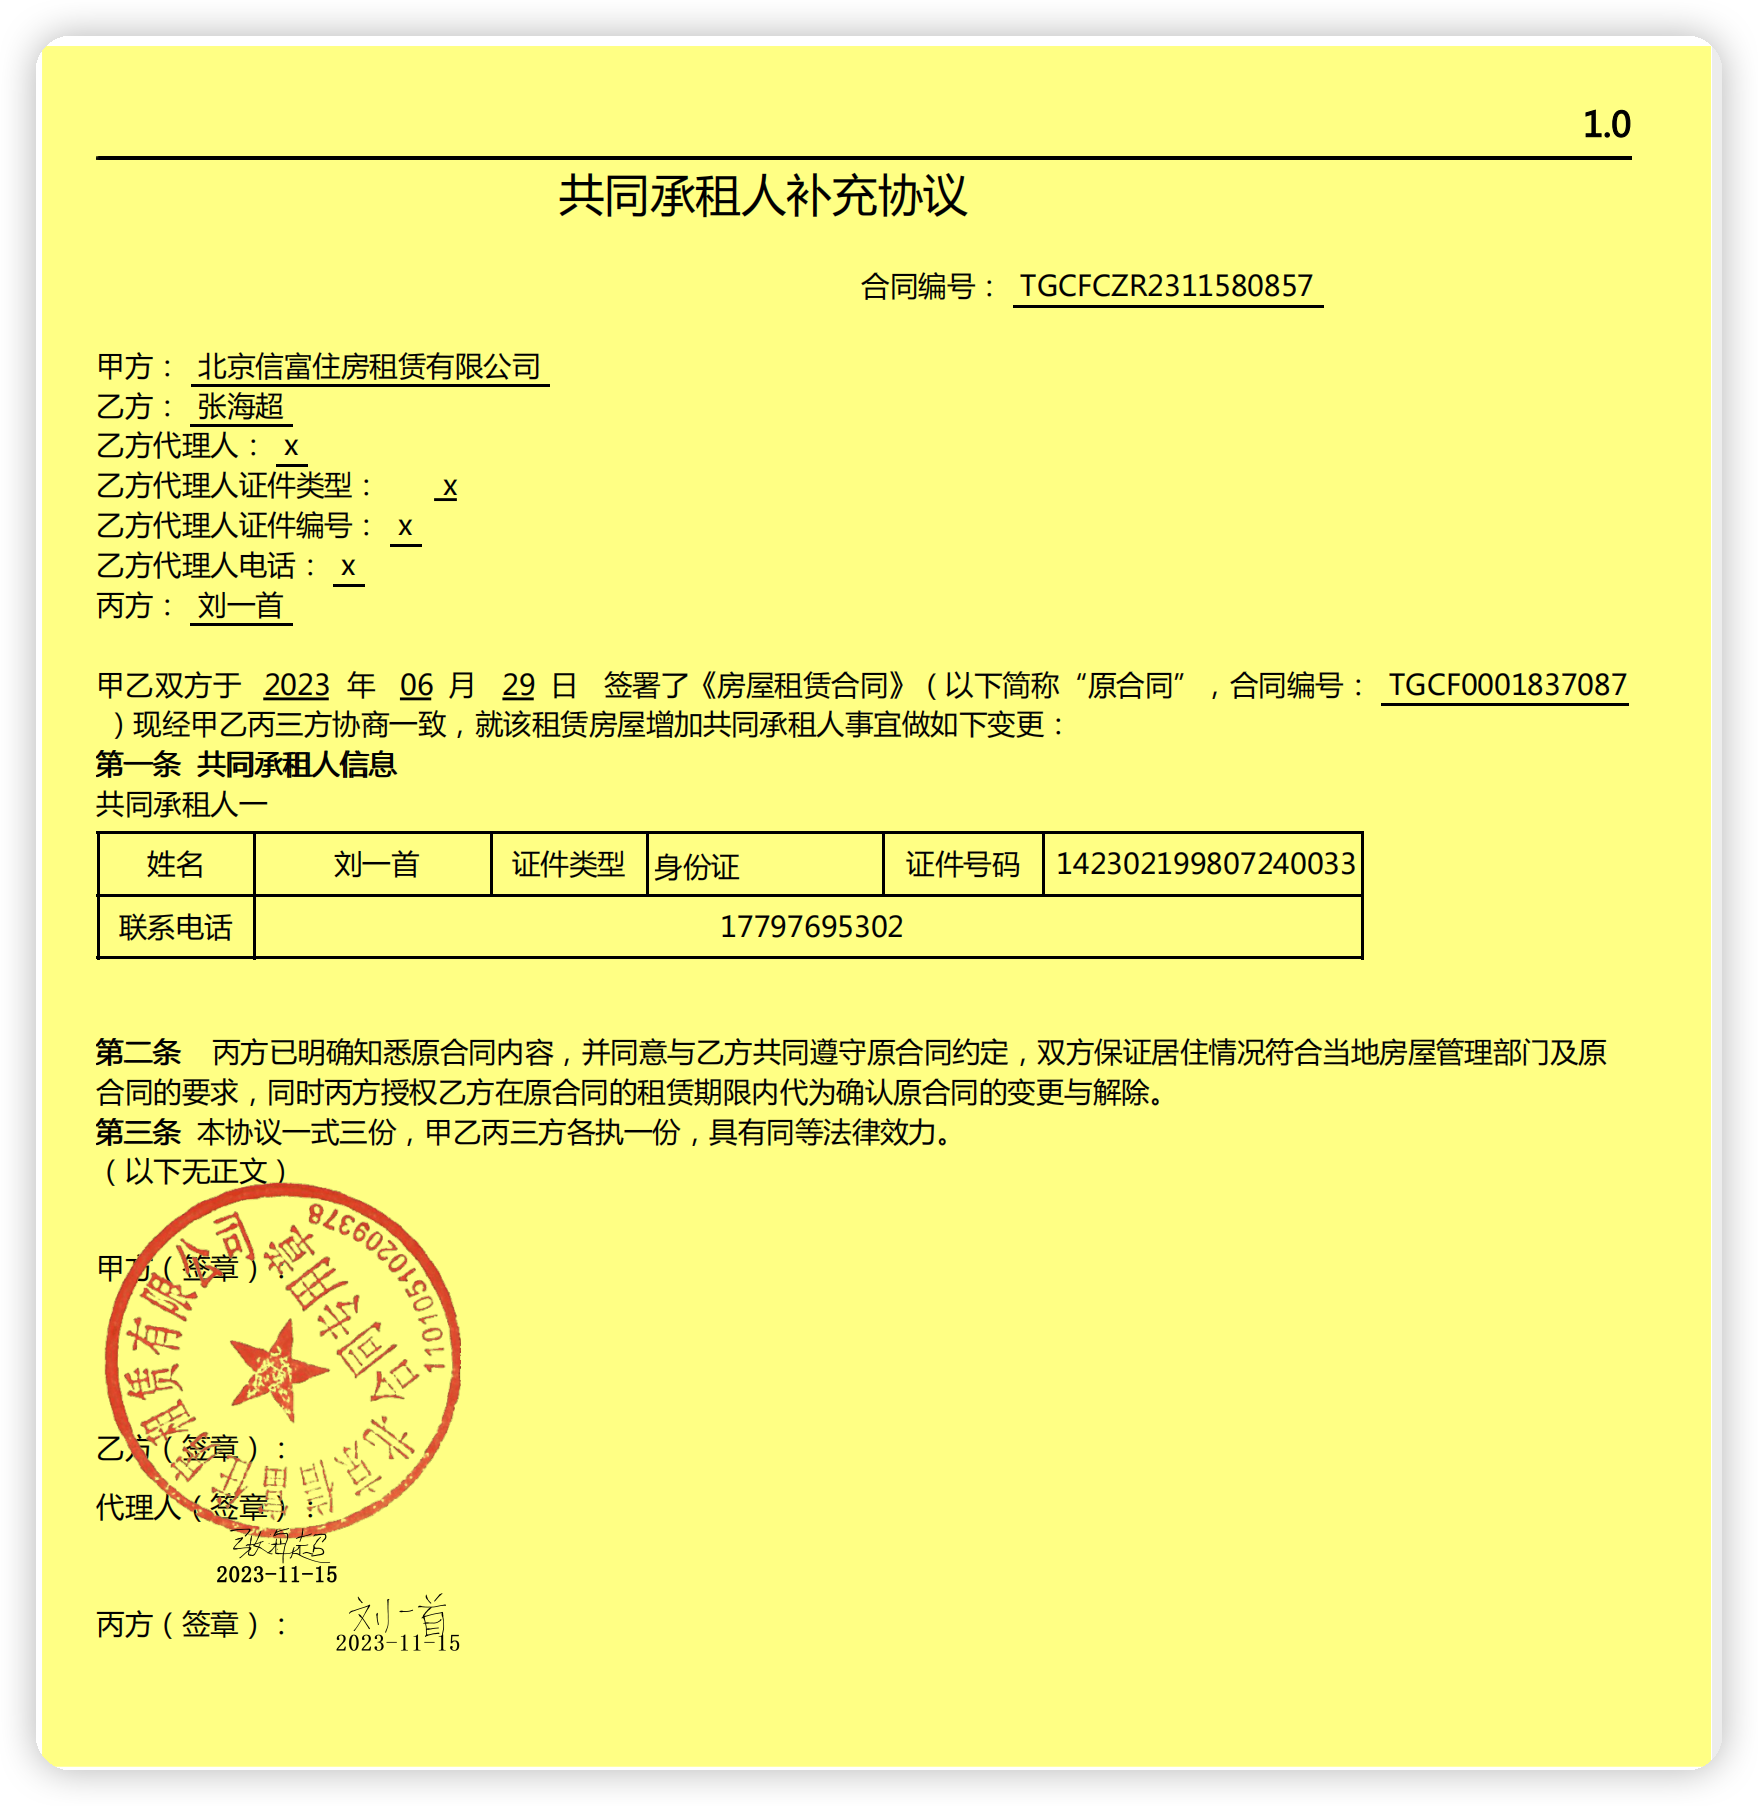 1.0
共同承租人补充协议
合同编号： TGCFCZR2311580857
甲方： 北京信富住房租赁有限公司
乙方： 张海超
乙方代理人： x
乙方代理人证件类型： x
乙方代理人证件编号： x
乙方代理人电话： x
丙方： 刘一首
甲乙双方于 2023 年 06 月 29 日 签署了《房屋租赁合同》（以下简称“原合同”，合同编号： TGCF0001837087
）现经甲乙丙三方协商一致，就该租赁房屋增加共同承租人事宜做如下变更：
第一条 共同承租人信息
共同承租人一
姓名 刘一首 证件类型 身份证 证件号码 142302199807240033
联系电话 17797695302
第二条 丙方已明确知悉原合同内容，并同意与乙方共同遵守原合同约定，双方保证居住情况符合当地房屋管理部门及原
合同的要求，同时丙方授权乙方在原合同的租赁期限内代为确认原合同的变更与解除。
第三条 本协议一式三份，甲乙丙三方各执一份，具有同等法律效力。
（以下无正文）
甲方（签章）：
北京信富住房租赁有限公司
合同专用章
11010510209378
乙方（签章）：
代理人（签章）：
张海超
2023-11-15
丙方（签章）：
刘一首
2023-11-15